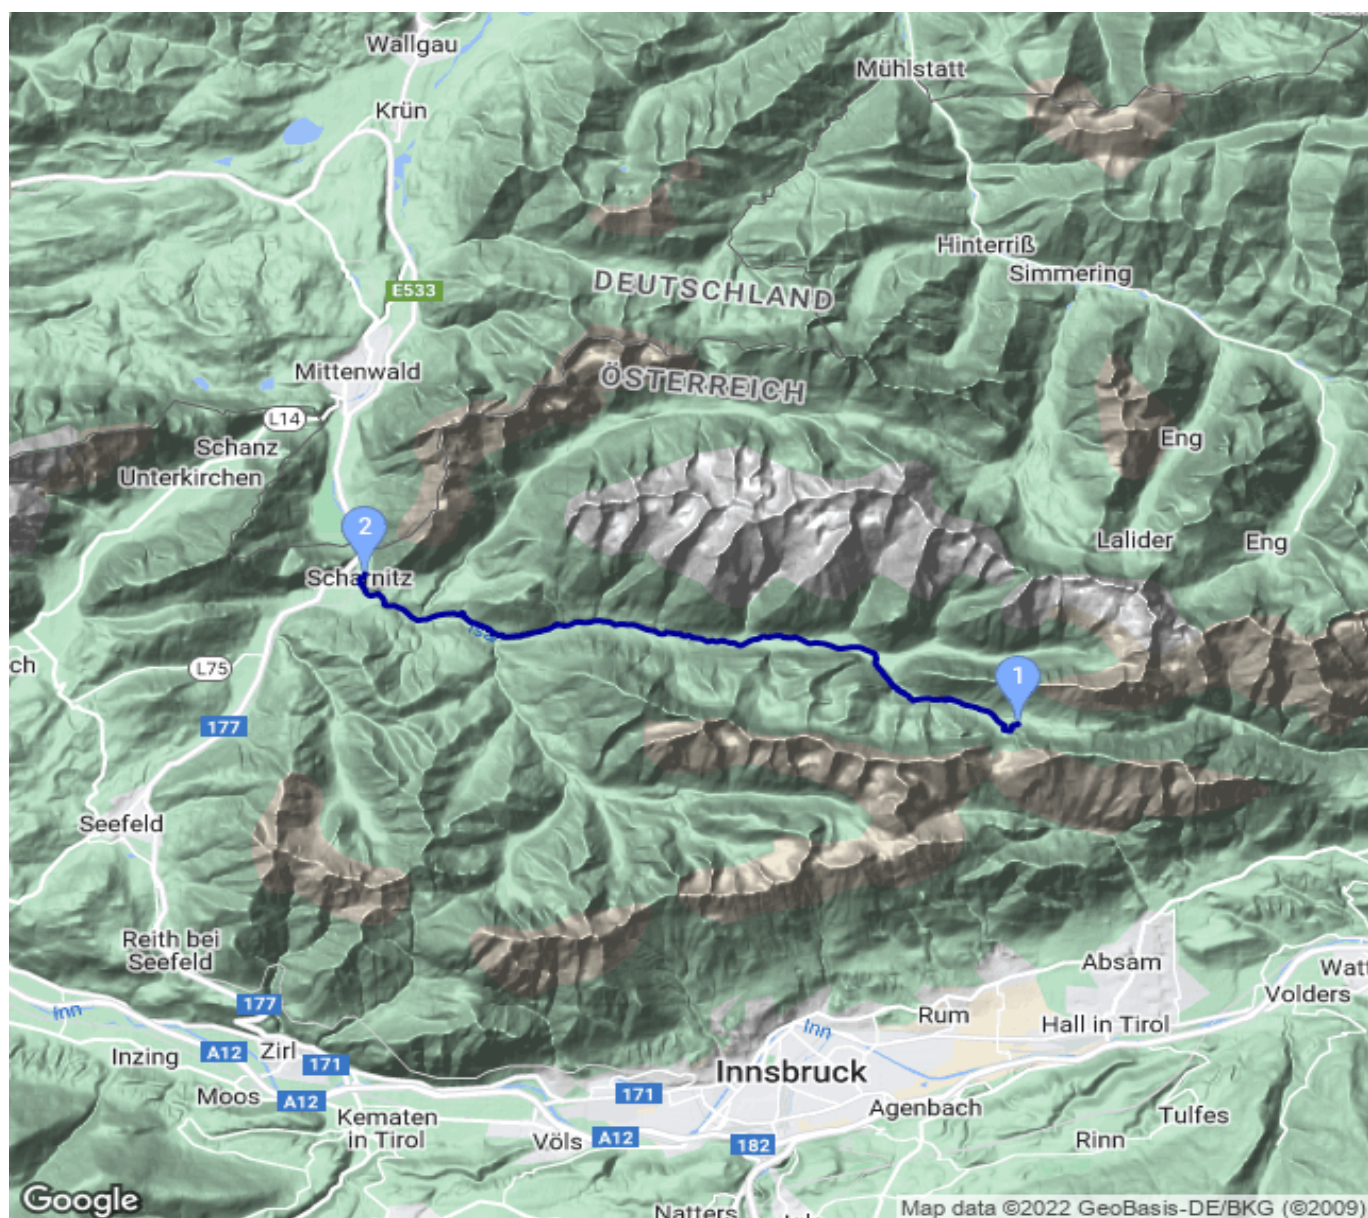 Wallgau
Mühlstatt
Krün
Hinterriß
Simmering
DEUTSCHLAND
E533
Mittenwald
ÖSTERREICH
L14
Schanz
Unterkirchen
Eng
2
Lalider
Eng
Scharnitz
ch
L75
1
177
Seefeld
Reith bei
Seefeld
Absam
Watt
Volders
177
Inn
Rum
Inn
Hall in Tirol
Inzing
A12
Zirl
171
Innsbruck
Moos
A12
171
Agenbach
Tulfes
Kematen
in Tirol
Völs
A12
182
Rinn
Google
Natters
Map data ©2022 GeoBasis-DE/BKG (©2009)